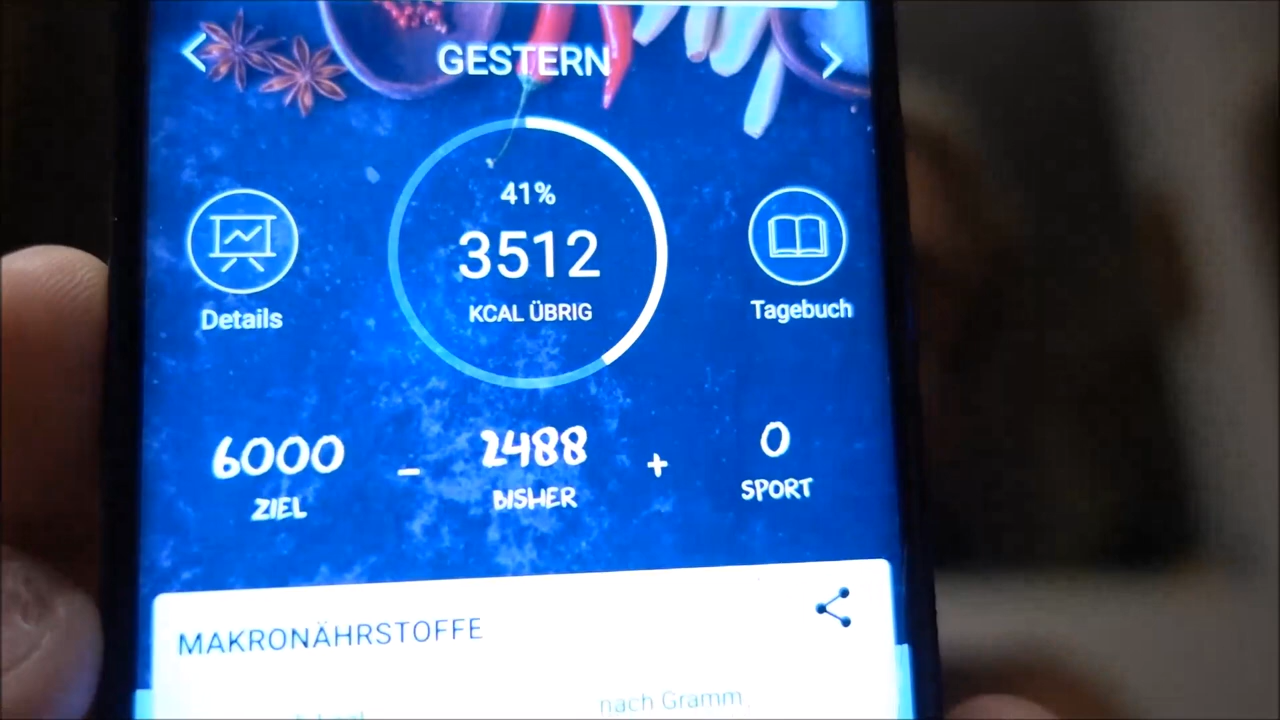 GESTERN
41%
3512
KCAL ÜBRIG
Details
Tagebuch
6000 - 2488 + 0
ZIEL BISHER SPORT
MAKRONÄHRSTOFFE
nach Gramm